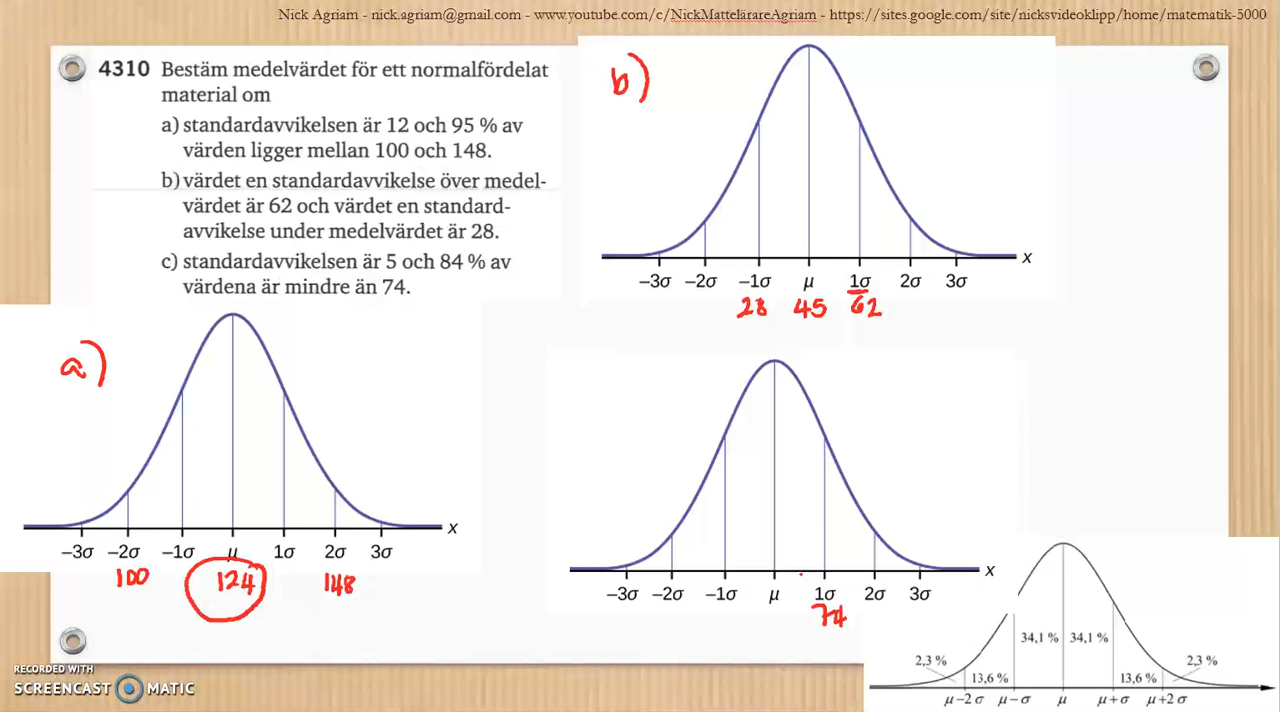 Nick Agriam - nick.agriam@gmail.com - www.youtube.com/c/NickMattelärareAgriam - https://sites.google.com/site/nicksvideoklipp/home/matematik-5000
4310 Bestäm medelvärdet för ett normalfördelat
material om
a) standardavvikelsen är 12 och 95 % av
värden ligger mellan 100 och 148.
b) värdet en standardavvikelse över medel-
värdet är 62 och värdet en standard-
avvikelse under medelvärdet är 28.
c) standardavvikelsen är 5 och 84 % av
värdena är mindre än 74.
b)
x
−3σ −2σ −1σ μ 1σ 2σ 3σ
28 45 62
a)
x
−3σ −2σ −1σ μ 1σ 2σ 3σ
100 124 148
x
−3σ −2σ −1σ μ 1σ 2σ 3σ
74
34,1 % 34,1 %
2,3 % 2,3 %
13,6 % 13,6 %
μ−2σ μ−σ μ μ+σ μ+2σ
RECORDED WITH
SCREENCAST MATIC